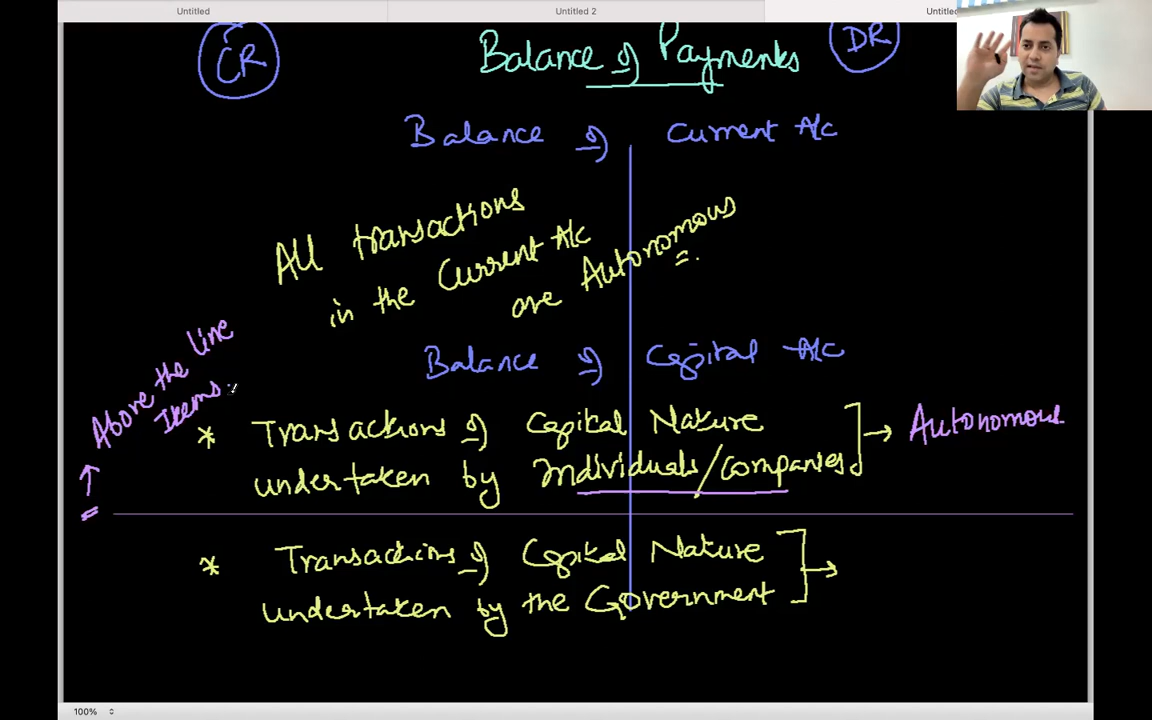 Untitled
Untitled 2
Untitled
CR
Balance of Payments
DR
Balance of Current A/c
All transactions
in the Current A/c
are Autonomous
Balance of Capital A/c
Above the line
Items
* Transactions of Capital Nature
undertaken by Individuals/Companies
→ Autonomous
* Transactions of Capital Nature
undertaken by the Government
100%